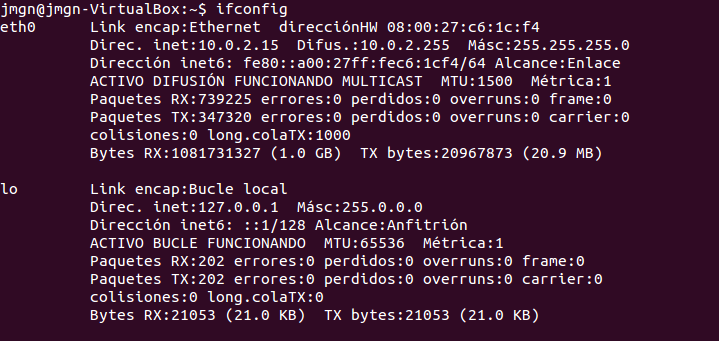 jmgn@jmgn-VirtualBox:~$ ifconfig
eth0      Link encap:Ethernet  direcciónHW 08:00:27:c6:1c:f4
          Direc. inet:10.0.2.15  Difus.:10.0.2.255  Másc:255.255.255.0
          Dirección inet6: fe80::a00:27ff:fec6:1cf4/64 Alcance:Enlace
          ACTIVO DIFUSIÓN FUNCIONANDO MULTICAST  MTU:1500  Métrica:1
          Paquetes RX:739225 errores:0 perdidos:0 overruns:0 frame:0
          Paquetes TX:347320 errores:0 perdidos:0 overruns:0 carrier:0
          colisiones:0 long.colaTX:1000
          Bytes RX:1081731327 (1.0 GB)  TX bytes:20967873 (20.9 MB)

lo        Link encap:Bucle local
          Direc. inet:127.0.0.1  Másc:255.0.0.0
          Dirección inet6: ::1/128 Alcance:Anfitrión
          ACTIVO BUCLE FUNCIONANDO  MTU:65536  Métrica:1
          Paquetes RX:202 errores:0 perdidos:0 overruns:0 frame:0
          Paquetes TX:202 errores:0 perdidos:0 overruns:0 carrier:0
          colisiones:0 long.colaTX:0
          Bytes RX:21053 (21.0 KB)  TX bytes:21053 (21.0 KB)